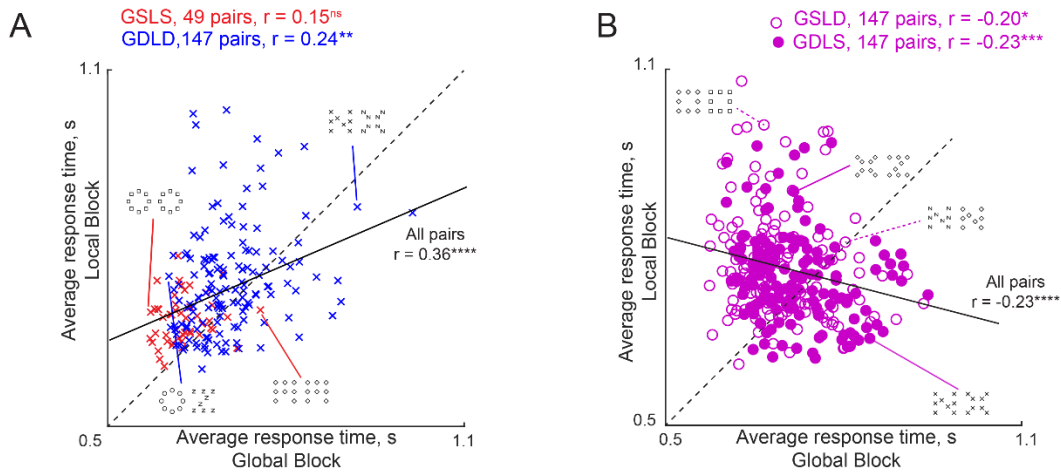 A
GSLS, 49 pairs, r = 0.15ns
GDLD,147 pairs, r = 0.24**
1.1
Average response time, s
Local Block
All pairs
r = 0.36****
0.5
Average response time, s
Global Block
1.1
B
GSLD, 147 pairs, r = -0.20*
GDLS, 147 pairs, r = -0.23***
1.1
Average response time, s
Local Block
All pairs
r = -0.23****
0.5
0.5
Average response time, s
Global Block
1.1